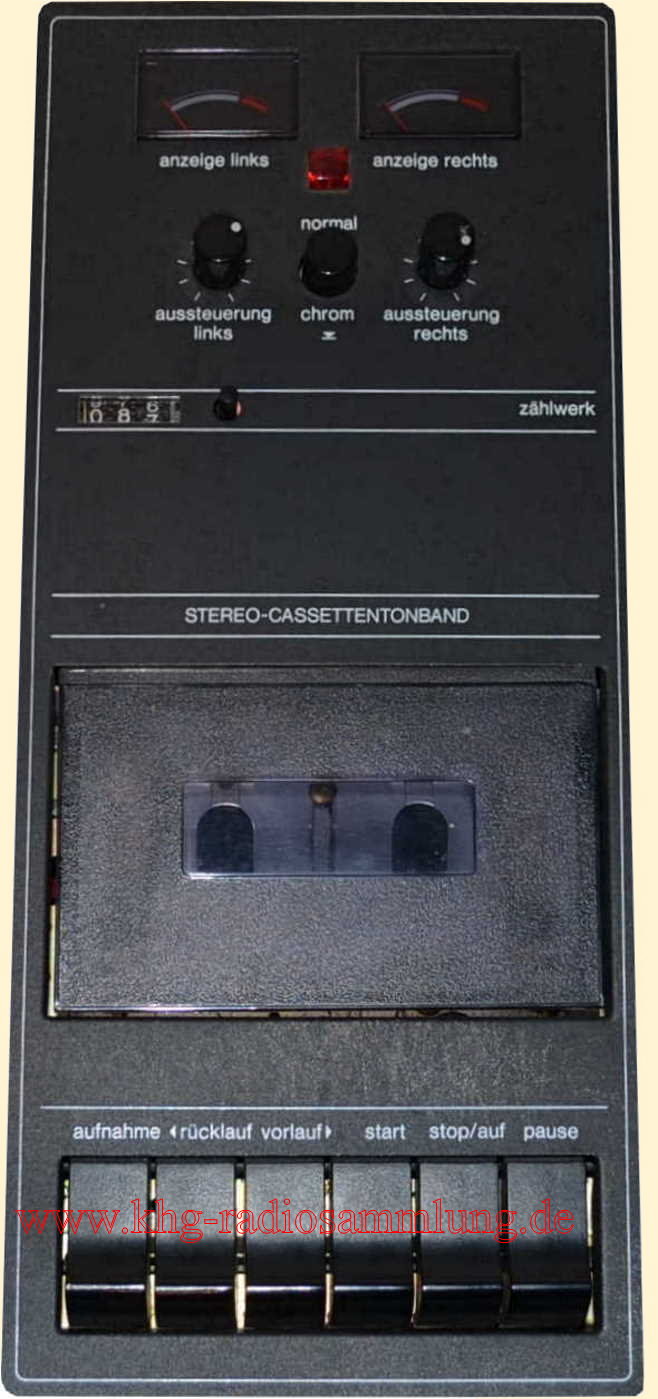 anzeige links anzeige rechts
normal
aussteuerung chrom aussteuerung
links rechts
zählwerk
STEREO-CASSETTENTONBAND
aufnahme rücklauf vorlauf start stop/auf pause
www.khg-radiosammlung.de